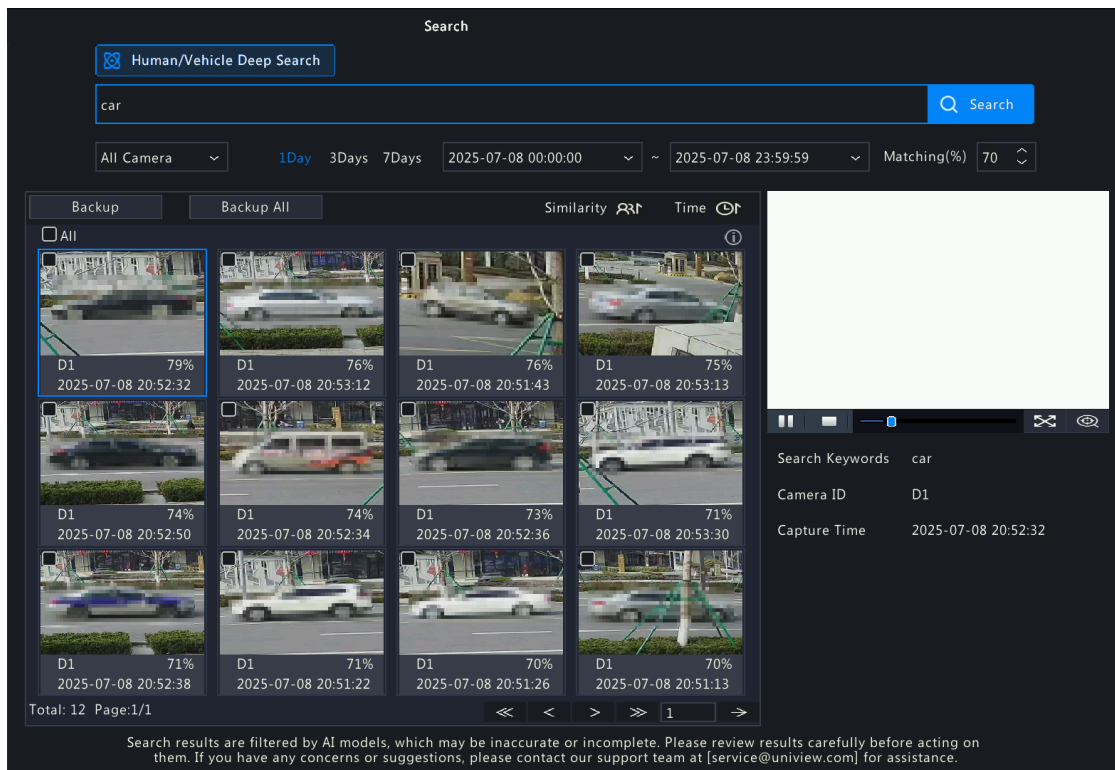 Search
Human/Vehicle Deep Search
car
Search
All Camera 1Day 3Days 7Days 2025-07-08 00:00:00 ~ 2025-07-08 23:59:59 Matching(%) 70
Backup Backup All Similarity Time
All
D1 79% D1 76% D1 76% D1 75%
2025-07-08 20:52:32 2025-07-08 20:53:12 2025-07-08 20:51:43 2025-07-08 20:53:13
D1 74% D1 74% D1 73% D1 71%
2025-07-08 20:52:50 2025-07-08 20:52:34 2025-07-08 20:52:36 2025-07-08 20:53:30
D1 71% D1 71% D1 70% D1 70%
2025-07-08 20:52:38 2025-07-08 20:51:22 2025-07-08 20:51:26 2025-07-08 20:51:13
Total: 12 Page:1/1 1
Search Keywords car
Camera ID D1
Capture Time 2025-07-08 20:52:32
Search results are filtered by AI models, which may be inaccurate or incomplete. Please review results carefully before acting on
them. If you have any concerns or suggestions, please contact our support team at [service@uniview.com] for assistance.